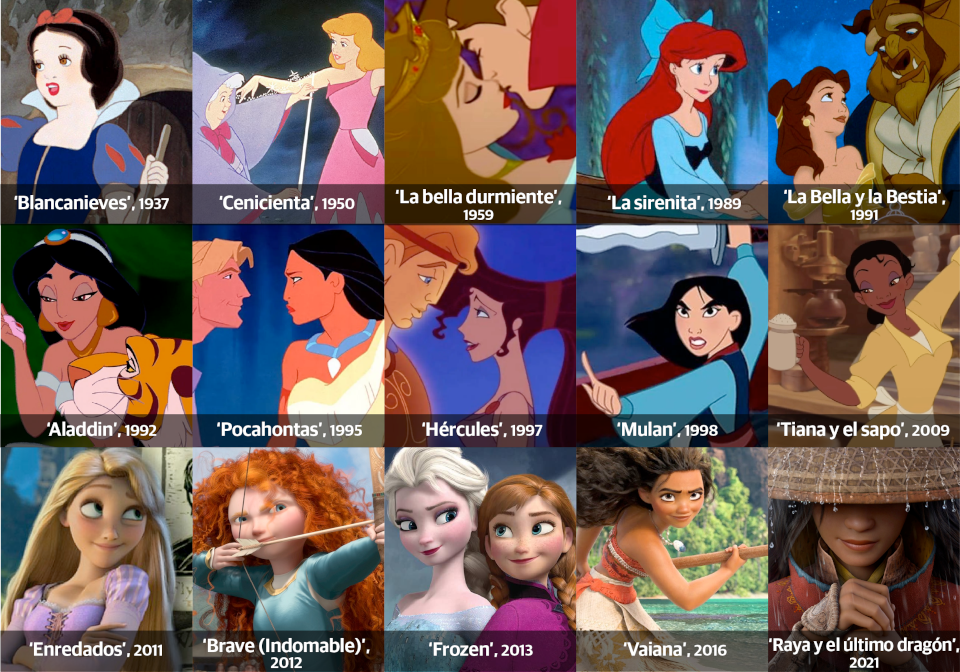 ‘Blancanieves’, 1937
‘Cenicienta’, 1950
‘La bella durmiente’,
1959
‘La sirenita’, 1989
‘La Bella y la Bestia’,
1991
‘Aladdin’, 1992
‘Pocahontas’, 1995
‘Hércules’, 1997
‘Mulan’, 1998
‘Tiana y el sapo’, 2009
‘Enredados’, 2011
‘Brave (Indomable)’,
2012
‘Frozen’, 2013
‘Vaiana’, 2016
‘Raya y el último dragón’,
2021